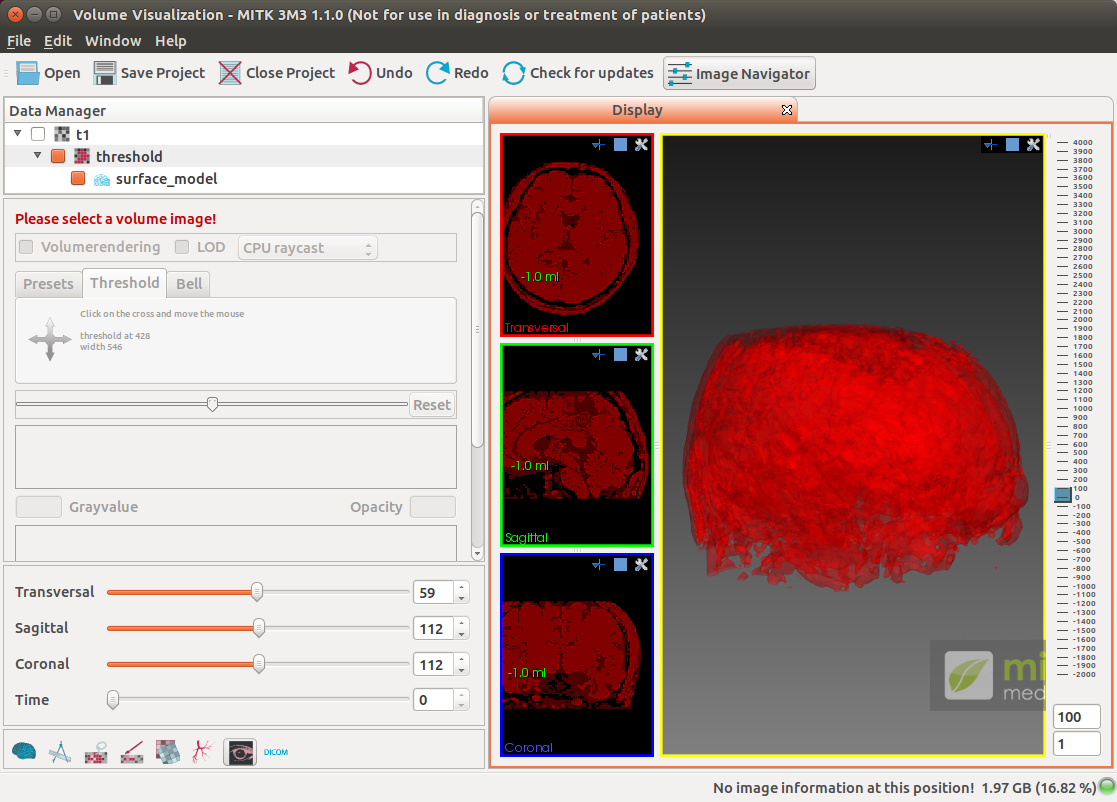 Volume Visualization - MITK 3M3 1.1.0 (Not for use in diagnosis or treatment of patients)
File Edit Window Help
Open Save Project Close Project Undo Redo Check for updates Image Navigator
Data Manager
t1
threshold
surface_model
Please select a volume image!
Volumerendering LOD CPU raycast
Presets Threshold Bell
Click on the cross and move the mouse
threshold at 428
width 546
Reset
Grayvalue Opacity
Transversal 59
Sagittal 112
Coronal 112
Time 0
DICOM
Display
-1.0 ml
Transversal
-1.0 ml
Sagittal
-1.0 ml
Coronal
mi
med
4000
3900
3800
3700
3600
3500
3400
3300
3200
3100
3000
2900
2800
2700
2600
2500
2400
2300
2200
2100
2000
1900
1800
1700
1600
1500
1400
1300
1200
1100
1000
900
800
700
600
500
400
300
200
100
0
-100
-200
-300
-400
-500
-600
-700
-800
-900
-1000
-1100
-1200
-1300
-1400
-1500
-1600
-1700
-1800
-1900
-2000
100
1
No image information at this position! 1.97 GB (16.82 %)